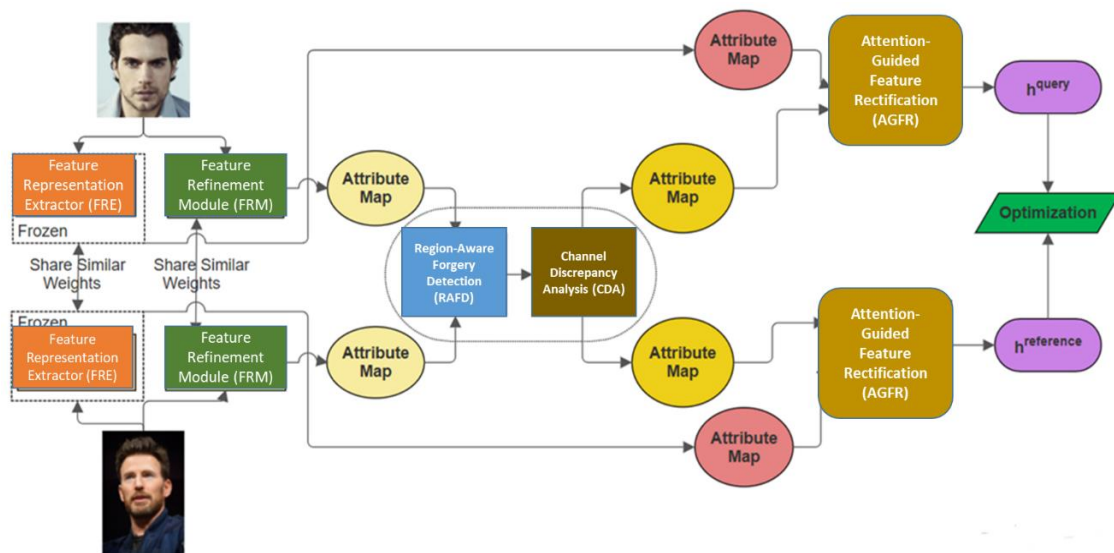 Attribute
Map
Attention-
Guided
Feature
Rectification
(AGFR)
h^query
Feature
Representation
Extractor (FRE)
Frozen
Feature
Refinement
Module (FRM)
Attribute
Map
Attribute
Map
Optimization
Share Similar
Weights
Share Similar
Weights
Region-Aware
Forgery
Detection
(RAFD)
Channel
Discrepancy
Analysis (CDA)
Frozen
Feature
Representation
Extractor (FRE)
Feature
Refinement
Module (FRM)
Attribute
Map
Attribute
Map
Attention-
Guided
Feature
Rectification
(AGFR)
h^reference
Attribute
Map